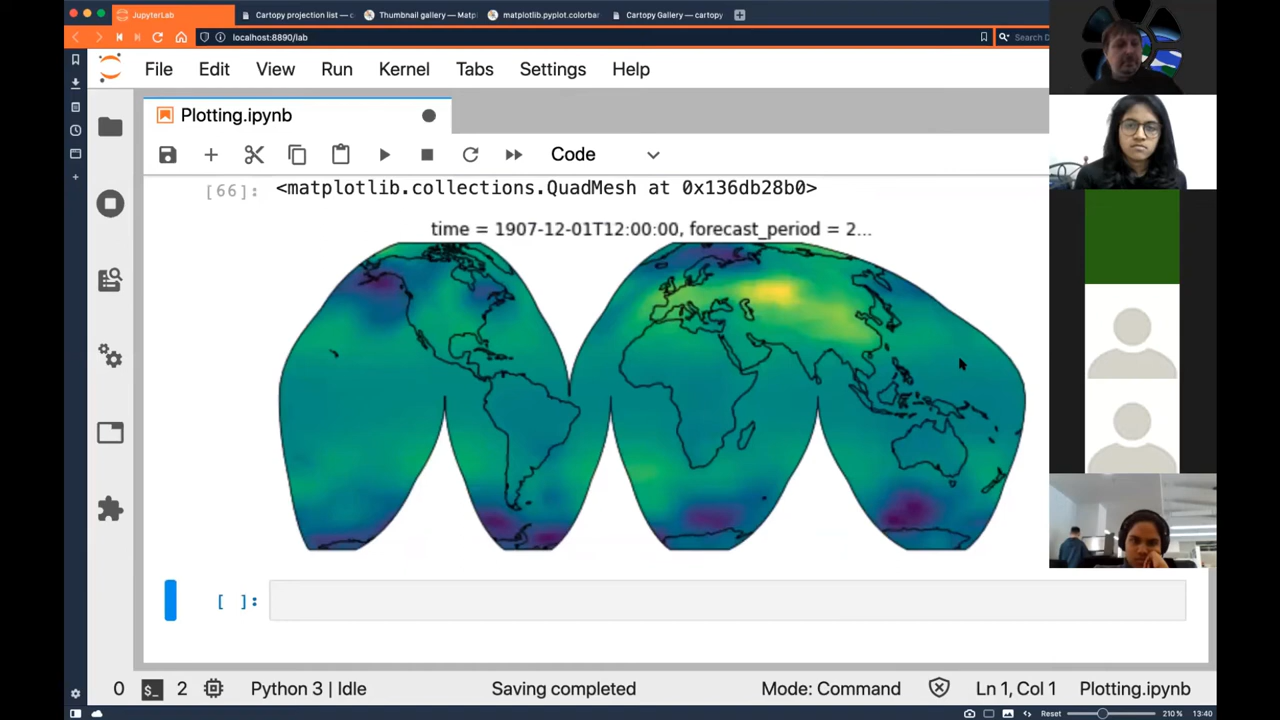 JupyterLab
Cartopy projection list — c
Thumbnail gallery — Matp
matplotlib.pyplot.colorbar
Cartopy Gallery — cartopy
localhost:8890/lab
Search D
File Edit View Run Kernel Tabs Settings Help
Plotting.ipynb
Code
[66]: <matplotlib.collections.QuadMesh at 0x136db28b0>
time = 1907-12-01T12:00:00, forecast_period = 2...
[ ]:
0 $_ 2 Python 3 | Idle Saving completed Mode: Command Ln 1, Col 1 Plotting.ipynb
Reset 210 % 13:40